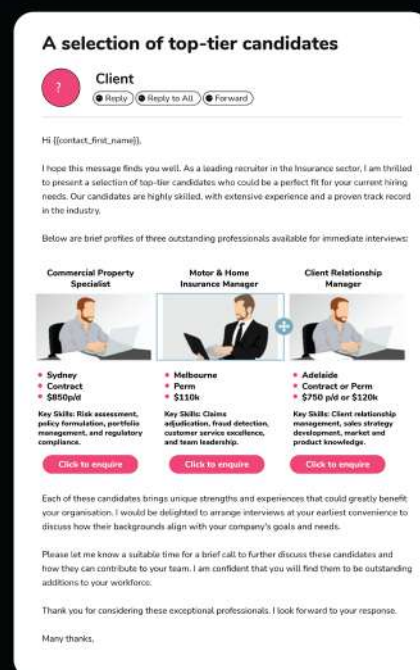 A selection of top-tier candidates
?
Client
Reply Reply to All Forward
Hi {{contact_first_name}},
I hope this message finds you well. As a leading recruiter in the Insurance sector, I am thrilled
to present a selection of top-tier candidates who could be a perfect fit for your current hiring
needs. Our candidates are highly skilled, with extensive experience and a proven track record
in the industry.
Below are brief profiles of three outstanding professionals available for immediate interviews:
Commercial Property
Specialist
Sydney
Contract
$850p/d
Key Skills: Risk assessment,
policy formulation, portfolio
management, and regulatory
compliance.
Click to enquire
Motor & Home
Insurance Manager
Melbourne
Perm
$110k
Key Skills: Claims
adjudication, fraud detection,
customer service excellence,
and team leadership.
Click to enquire
Client Relationship
Manager
Adelaide
Contract or Perm
$750 p/d or $120k
Key Skills: Client relationship
management, sales strategy
development, market and
product knowledge.
Click to enquire
Each of these candidates brings unique strengths and experiences that could greatly benefit
your organisation. I would be delighted to arrange interviews at your earliest convenience to
discuss how their backgrounds align with your company's goals and needs.
Please let me know a suitable time for a brief call to further discuss these candidates and
how they can contribute to your team. I am confident that you will find them to be outstanding
additions to your workforce.
Thank you for considering these exceptional professionals. I look forward to your response.
Many thanks,